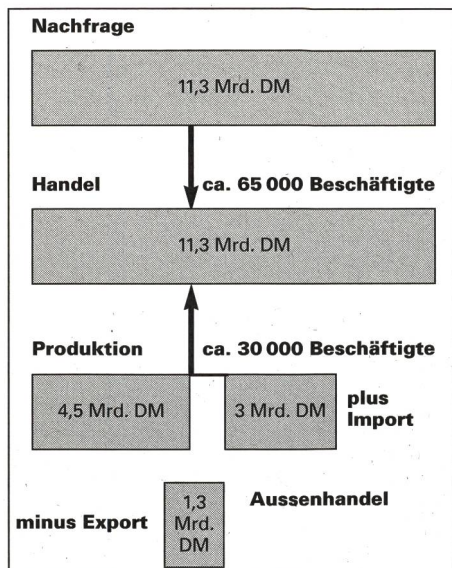 Nachfrage
11,3 Mrd. DM
Handel ca. 65 000 Beschäftigte
11,3 Mrd. DM
Produktion ca. 30 000 Beschäftigte
4,5 Mrd. DM 3 Mrd. DM plus
Import
minus Export 1,3
Mrd.
DM Aussenhandel